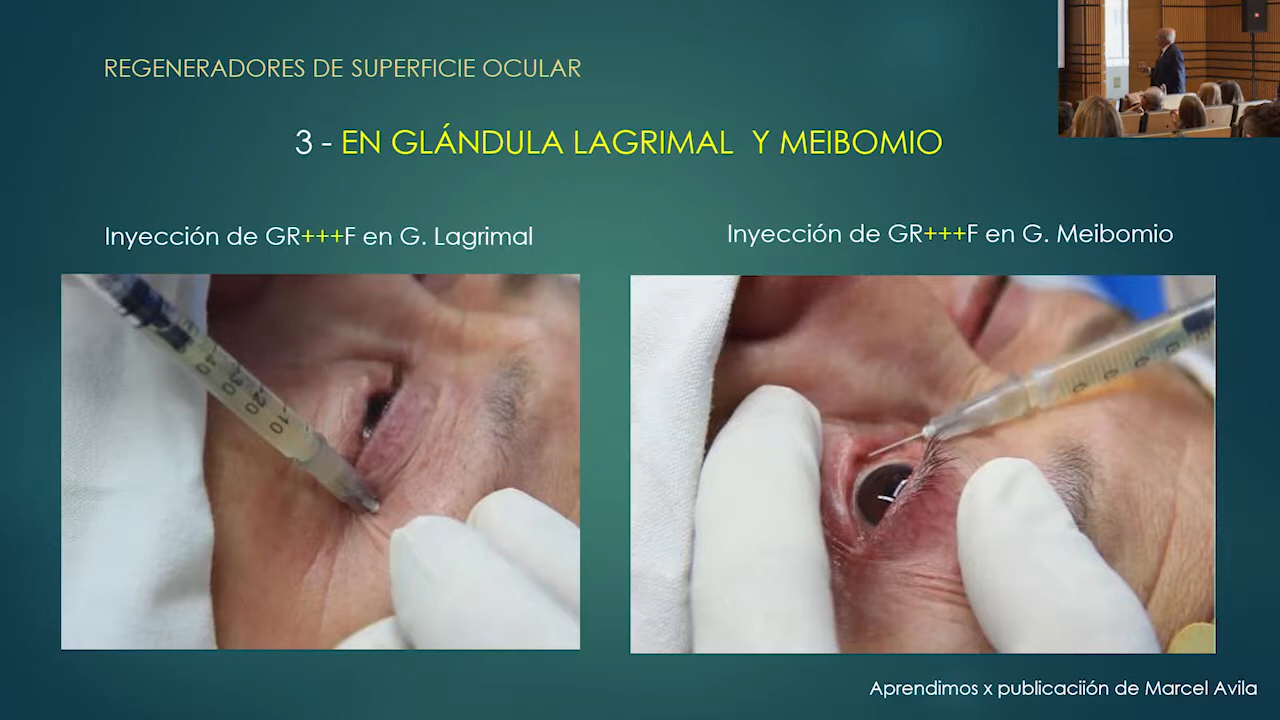 REGENERADORES DE SUPERFICIE OCULAR
3 - EN GLÁNDULA LAGRIMAL Y MEIBOMIO
Inyección de GR+++F en G. Lagrimal
Inyección de GR+++F en G. Meibomio
Aprendimos x publicaciión de Marcel Avila